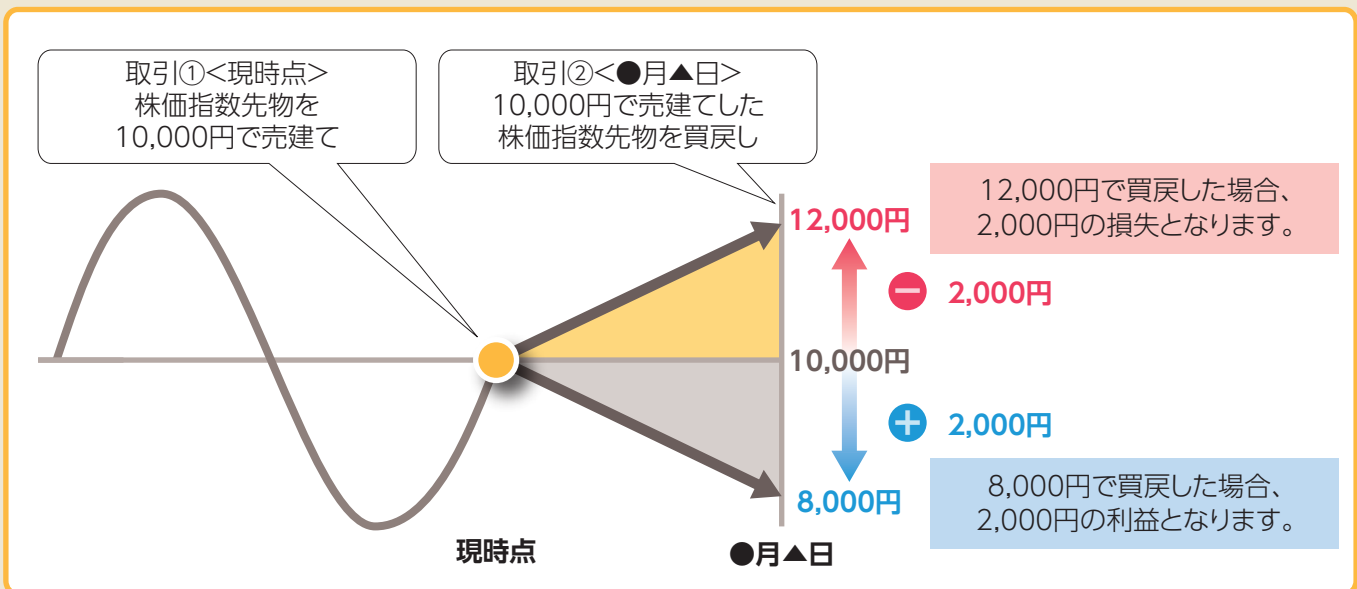 取引①<現時点>
株価指数先物を
10,000円で売建て
取引②<●月▲日>
10,000円で売建てした
株価指数先物を買戻し
12,000円
12,000円で買戻した場合、
2,000円の損失となります。
2,000円
10,000円
2,000円
8,000円
8,000円で買戻した場合、
2,000円の利益となります。
現時点
●月▲日